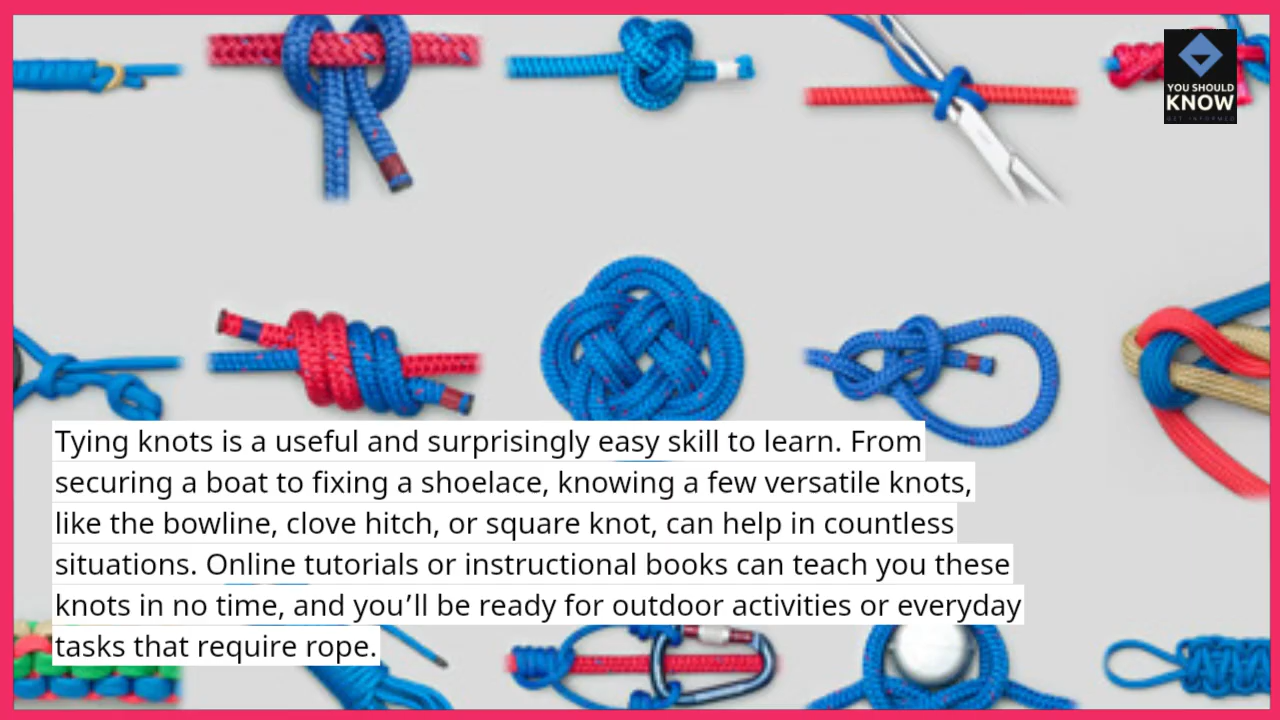 YOU SHOULD
KNOW
GET INFORMED
Tying knots is a useful and surprisingly easy skill to learn. From
securing a boat to fixing a shoelace, knowing a few versatile knots,
like the bowline, clove hitch, or square knot, can help in countless
situations. Online tutorials or instructional books can teach you these
knots in no time, and you’ll be ready for outdoor activities or everyday
tasks that require rope.